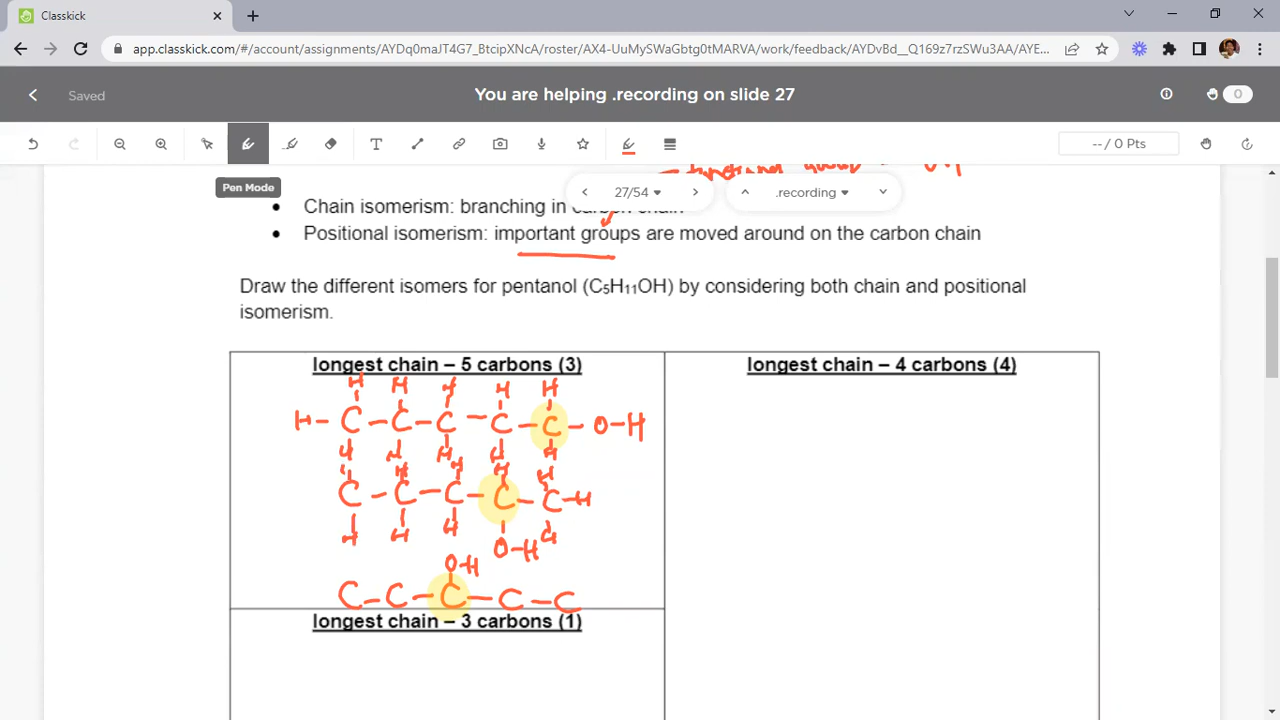 Classkick
app.classkick.com/#/account/assignments/AYDq0maJT4G7_BtcipXNA/roster/AX4-UuMySWaGbtg0tMARVA/work/feedback/AYDvBd__Q169z7rzSWu3AA/AYE...
Saved
You are helping .recording on slide 27
0
T
-- / 0 Pts
Pen Mode
27/54
.recording
• Chain isomerism: branching in carbon chain
• Positional isomerism: important groups are moved around on the carbon chain
Draw the different isomers for pentanol (C5H11OH) by considering both chain and positional
isomerism.
longest chain – 5 carbons (3)
longest chain – 4 carbons (4)
H H H H H
H-C-C-C-C-C-O-H
H H H H H
H H H H H
C-C-C-C-C-H
H H H O-H H
O-H
C-C-C-C-C
longest chain – 3 carbons (1)